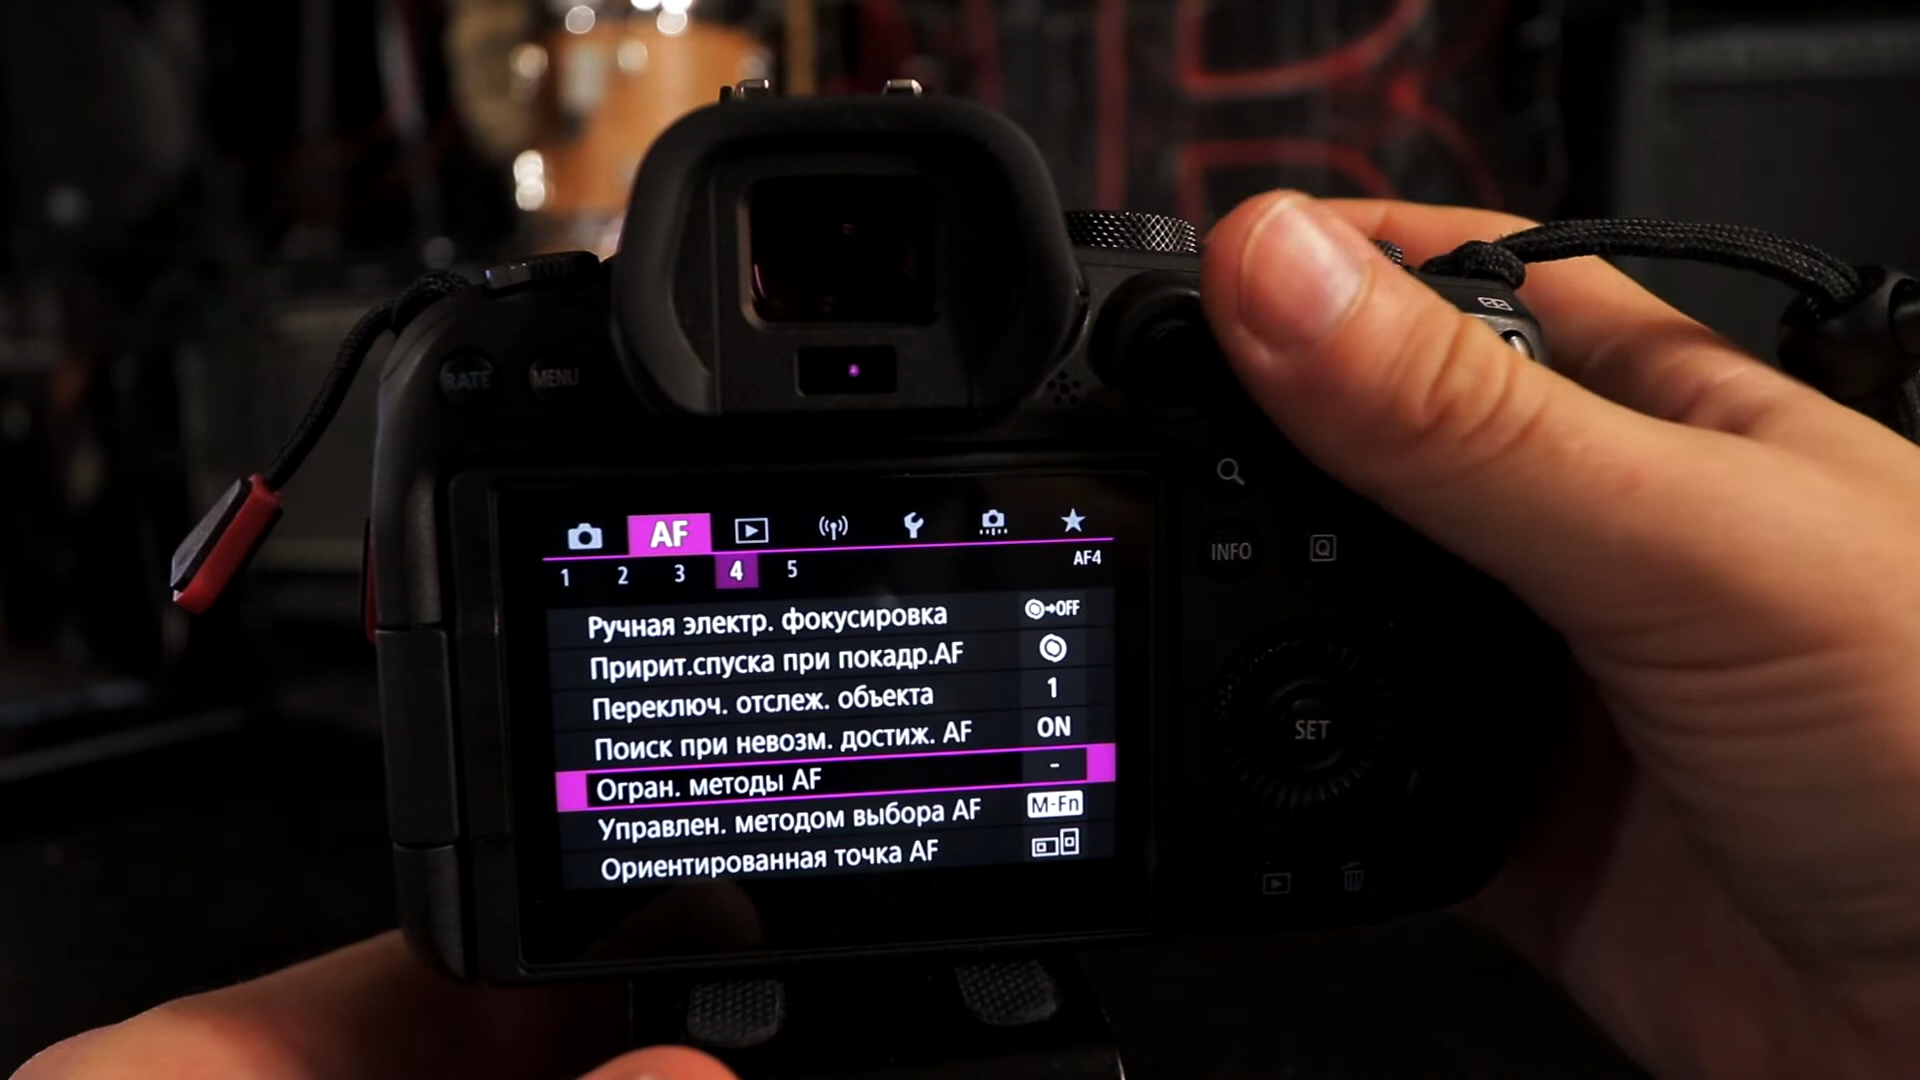 RATE MENU
AF
1 2 3 4 5 AF4
Ручная электр. фокусировка OFF
Пририт.спуска при покадр.AF
Переключ. отслеж. объекта 1
Поиск при невозм. достиж. AF ON
Огран. методы AF -
Управлен. методом выбора AF M-Fn
Ориентированная точка AF
INFO Q
SET